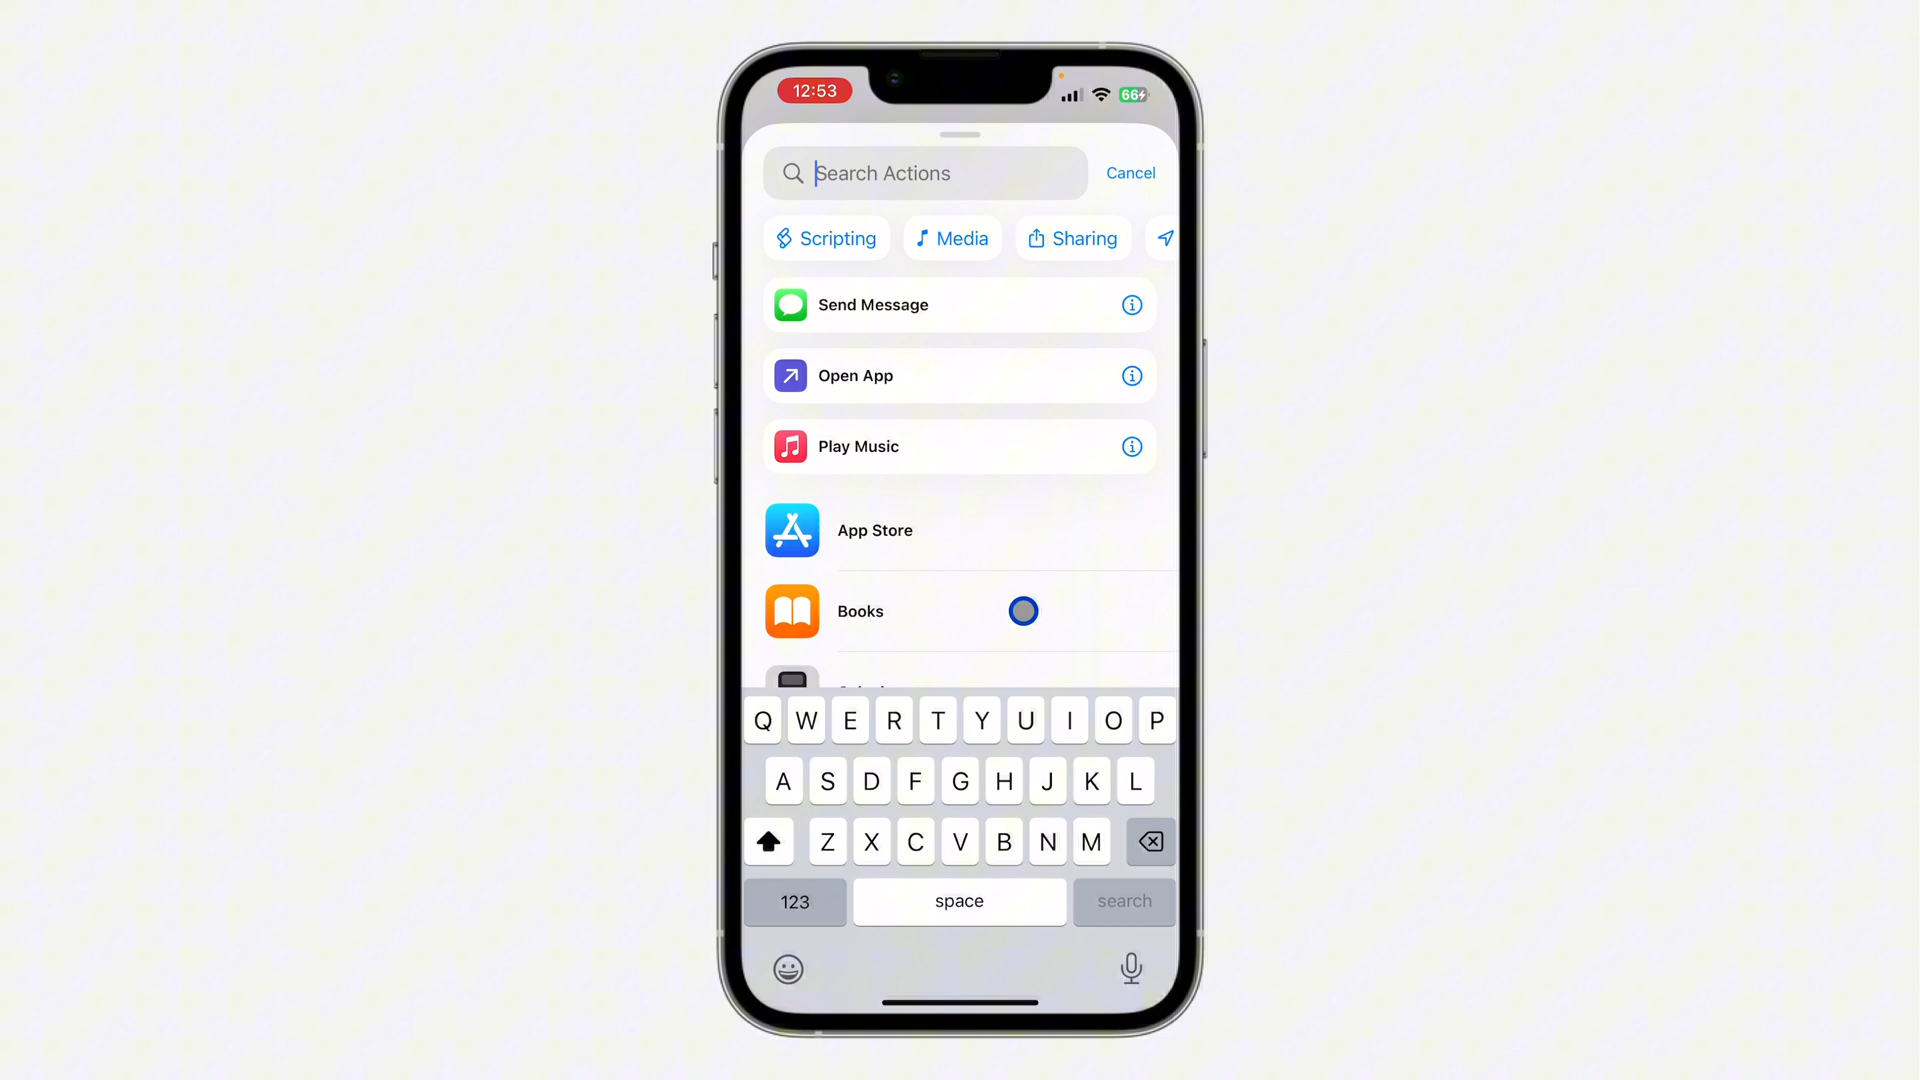 12:53
66
Search Actions
Cancel
Scripting
Media
Sharing
Send Message
Open App
Play Music
App Store
Books
Q W E R T Y U I O P
A S D F G H J K L
Z X C V B N M
123
space
search